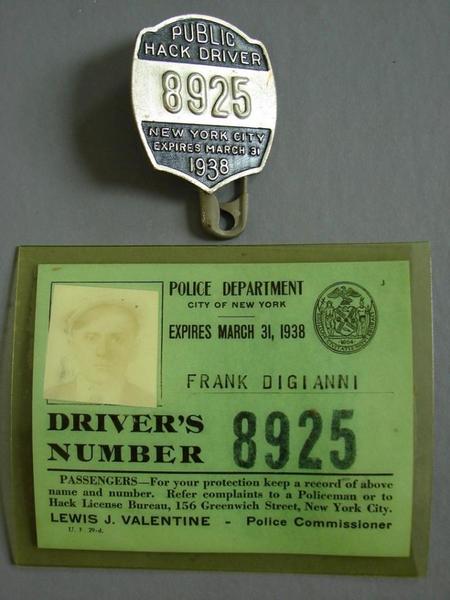 PUBLIC
HACK DRIVER
8925
NEW YORK CITY
EXPIRES MARCH 31
1938
POLICE DEPARTMENT
CITY OF NEW YORK
EXPIRES MARCH 31, 1938
J
FRANK DIGIANNI
DRIVER'S
NUMBER
8925
PASSENGERS—For your protection keep a record of above
name and number. Refer complaints to a Policeman or to
Hack License Bureau, 156 Greenwich Street, New York City.
LEWIS J. VALENTINE - Police Commissioner